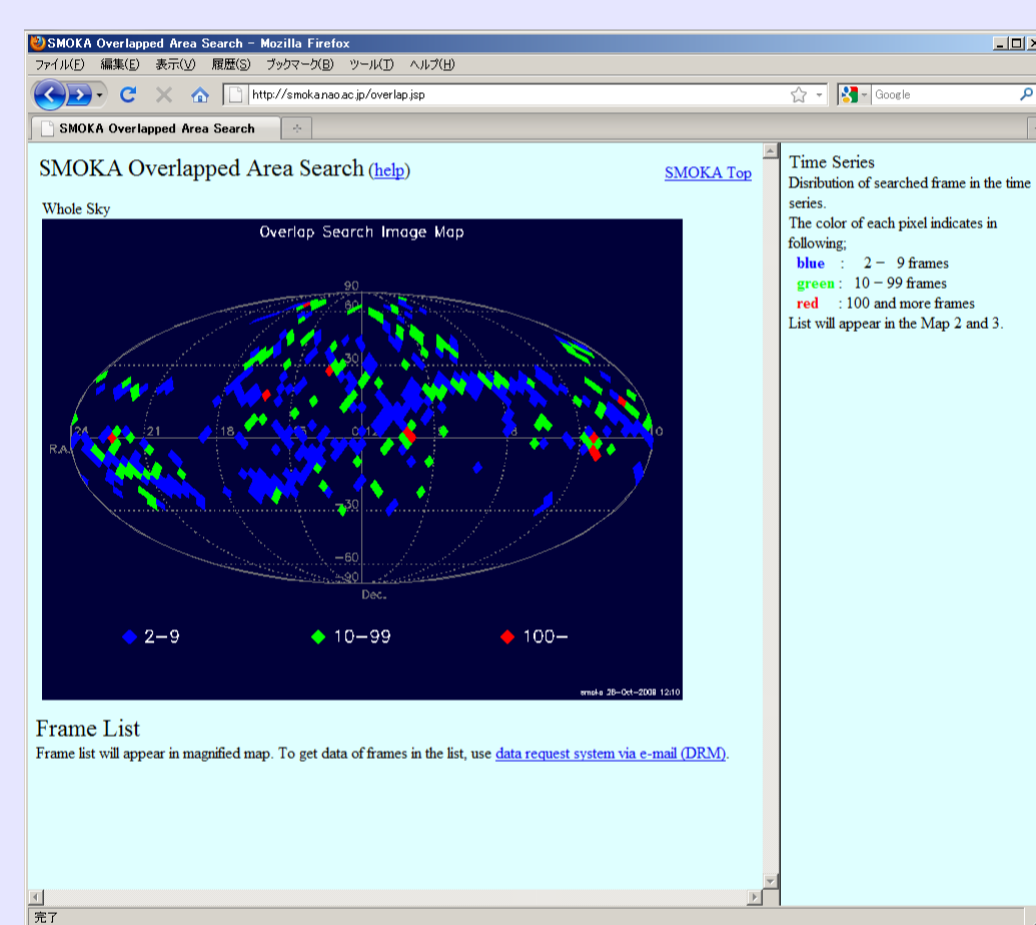 SMOKA Overlapped Area Search - Mozilla Firefox
ファイル(F) 編集(E) 表示(V) 履歴(S) ブックマーク(B) ツール(T) ヘルプ(H)
http://smoka.nao.ac.jp/overlap.jsp
Google
SMOKA Overlapped Area Search
SMOKA Overlapped Area Search (help)
SMOKA Top
Whole Sky
Overlap Search Image Map
90
60
30
24 21 18 12 0
R.A.
-30
-60
-90
Dec.
2-9 10-99 100-
smoka 26-Oct-2008 12:10
Frame List
Frame list will appear in magnified map. To get data of frames in the list, use data request system via e-mail (DRM).
Time Series
Disribution of searched frame in the time
series.
The color of each pixel indicates in
following;
blue : 2 - 9 frames
green : 10 - 99 frames
red : 100 and more frames
List will appear in the Map 2 and 3.
完了